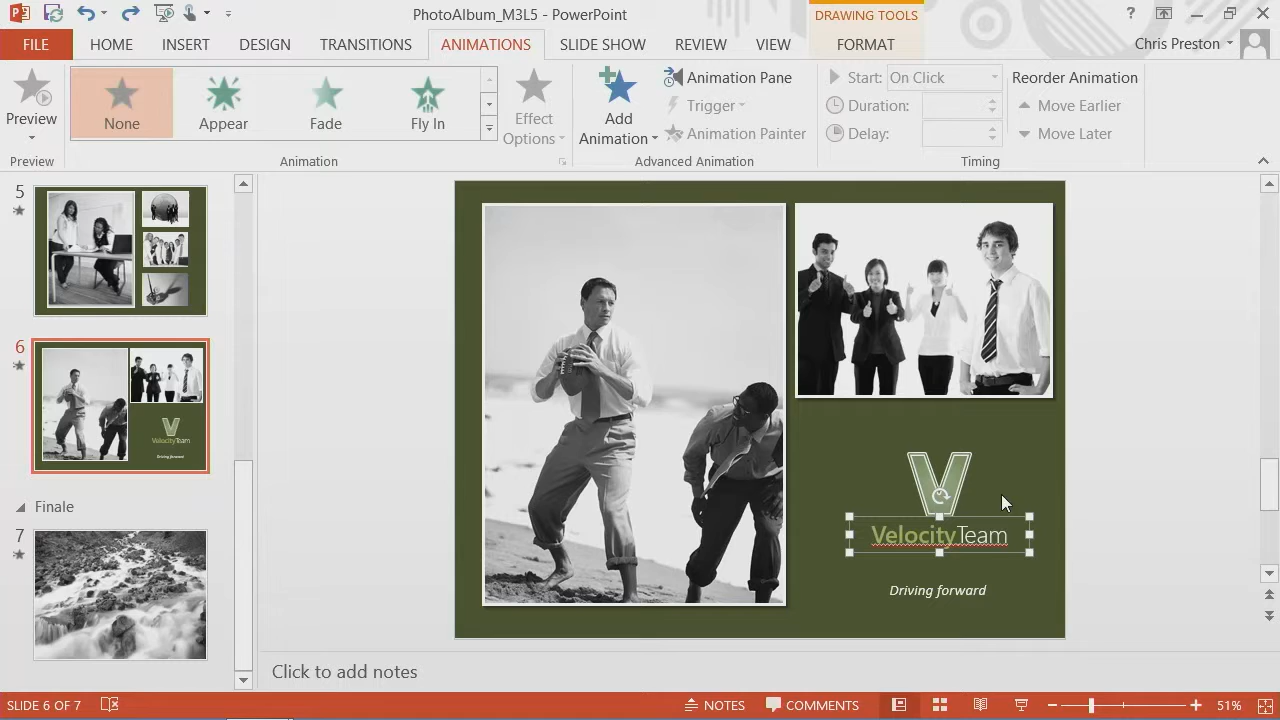 PhotoAlbum_M3L5 - PowerPoint
DRAWING TOOLS
?
FILE
HOME
INSERT
DESIGN
TRANSITIONS
ANIMATIONS
SLIDE SHOW
REVIEW
VIEW
FORMAT
Chris Preston
Preview
None
Appear
Fade
Fly In
Effect
Options
Add
Animation
Animation Pane
Trigger
Animation Painter
Start: On Click
Duration:
Delay:
Reorder Animation
Move Earlier
Move Later
Preview
Animation
Advanced Animation
Timing
5
6
V
VelocityTeam
Driving forward
Finale
7
V
VelocityTeam
Driving forward
Click to add notes
SLIDE 6 OF 7
NOTES
COMMENTS
51%